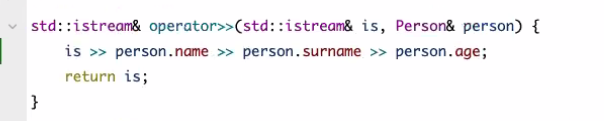 std::istream& operator>>(std::istream& is, Person& person) {
    is >> person.name >> person.surname >> person.age;
    return is;
}